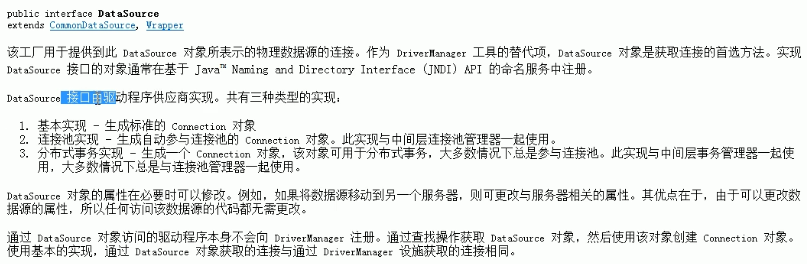 public interface DataSource
extends CommonDataSource, Wrapper
该工厂用于提供到此 DataSource 对象所表示的物理数据源的连接。作为 DriverManager 工具的替代项，DataSource 对象是获取连接的首选方法。实现
DataSource 接口的对象通常在基于 Java™ Naming and Directory Interface (JNDI) API 的命名服务中注册。
DataSource 接口由驱动程序供应商实现。共有三种类型的实现：
1. 基本实现 - 生成标准的 Connection 对象
2. 连接池实现 - 生成自动参与连接池的 Connection 对象。此实现与中间层连接池管理器一起使用。
3. 分布式事务实现 - 生成一个 Connection 对象，该对象可用于分布式事务，大多数情况下总是参与连接池。此实现与中间层事务管理器一起使
用，大多数情况下总是与连接池管理器一起使用。
DataSource 对象的属性在必要时可以修改。例如，如果将数据源移动到另一个服务器，则可更改与服务器相关的属性。其优点在于，由于可以更改数
据源的属性，所以任何访问该数据源的代码都无需更改。
通过 DataSource 对象访问的驱动程序本身不会向 DriverManager 注册。通过查找操作获取 DataSource 对象，然后使用该对象创建 Connection 对象。
使用基本的实现，通过 DataSource 对象获取的连接与通过 DriverManager 设施获取的连接相同。